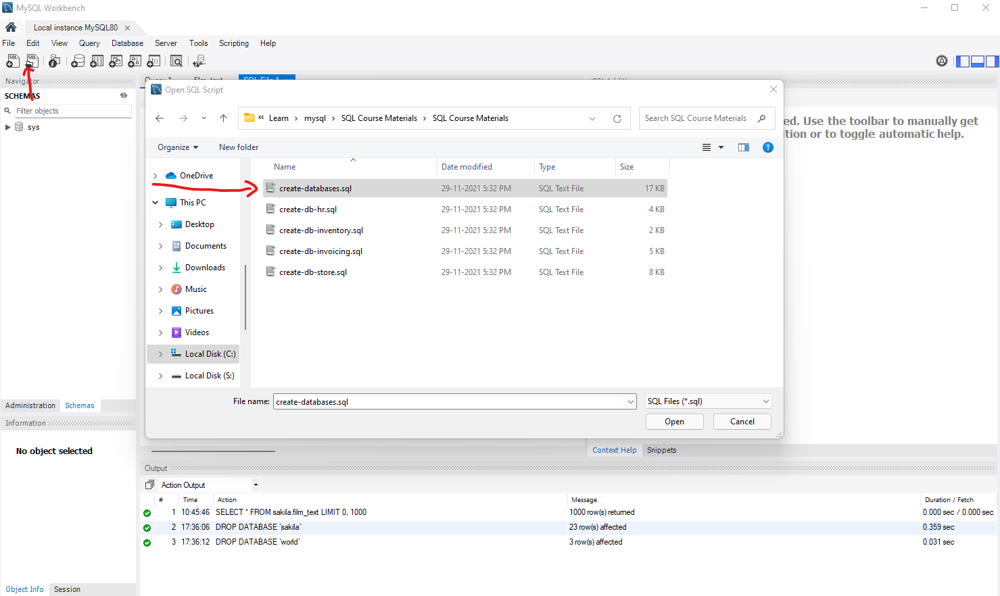 MySQL Workbench
Local instance MySQL80
File Edit View Query Database Server Tools Scripting Help
Navigator
SCHEMAS
Filter objects
sys
Open SQL Script
« Learn › mysql › SQL Course Materials › SQL Course Materials
Search SQL Course Materials
Organize New folder
Name Date modified Type Size
OneDrive
This PC
Desktop
Documents
Downloads
Music
Pictures
Videos
Local Disk (C:)
Local Disk (S:)
create-databases.sql 29-11-2021 5:32 PM SQL Text File 17 KB
create-db-hr.sql 29-11-2021 5:32 PM SQL Text File 4 KB
create-db-inventory.sql 29-11-2021 5:32 PM SQL Text File 2 KB
create-db-invoicing.sql 29-11-2021 5:32 PM SQL Text File 5 KB
create-db-store.sql 29-11-2021 5:32 PM SQL Text File 8 KB
File name: create-databases.sql SQL Files (*.sql)
Open Cancel
ed. Use the toolbar to manually get
ition or to toggle automatic help.
Administration Schemas
Information
No object selected
Context Help Snippets
Output
Action Output
# Time Action Message Duration / Fetch
1 10:45:46 SELECT * FROM sakila.film_text LIMIT 0, 1000 1000 row(s) returned 0.000 sec / 0.000 sec
2 17:36:06 DROP DATABASE `sakila` 23 row(s) affected 0.359 sec
3 17:36:12 DROP DATABASE `world` 3 row(s) affected 0.031 sec
Object Info Session